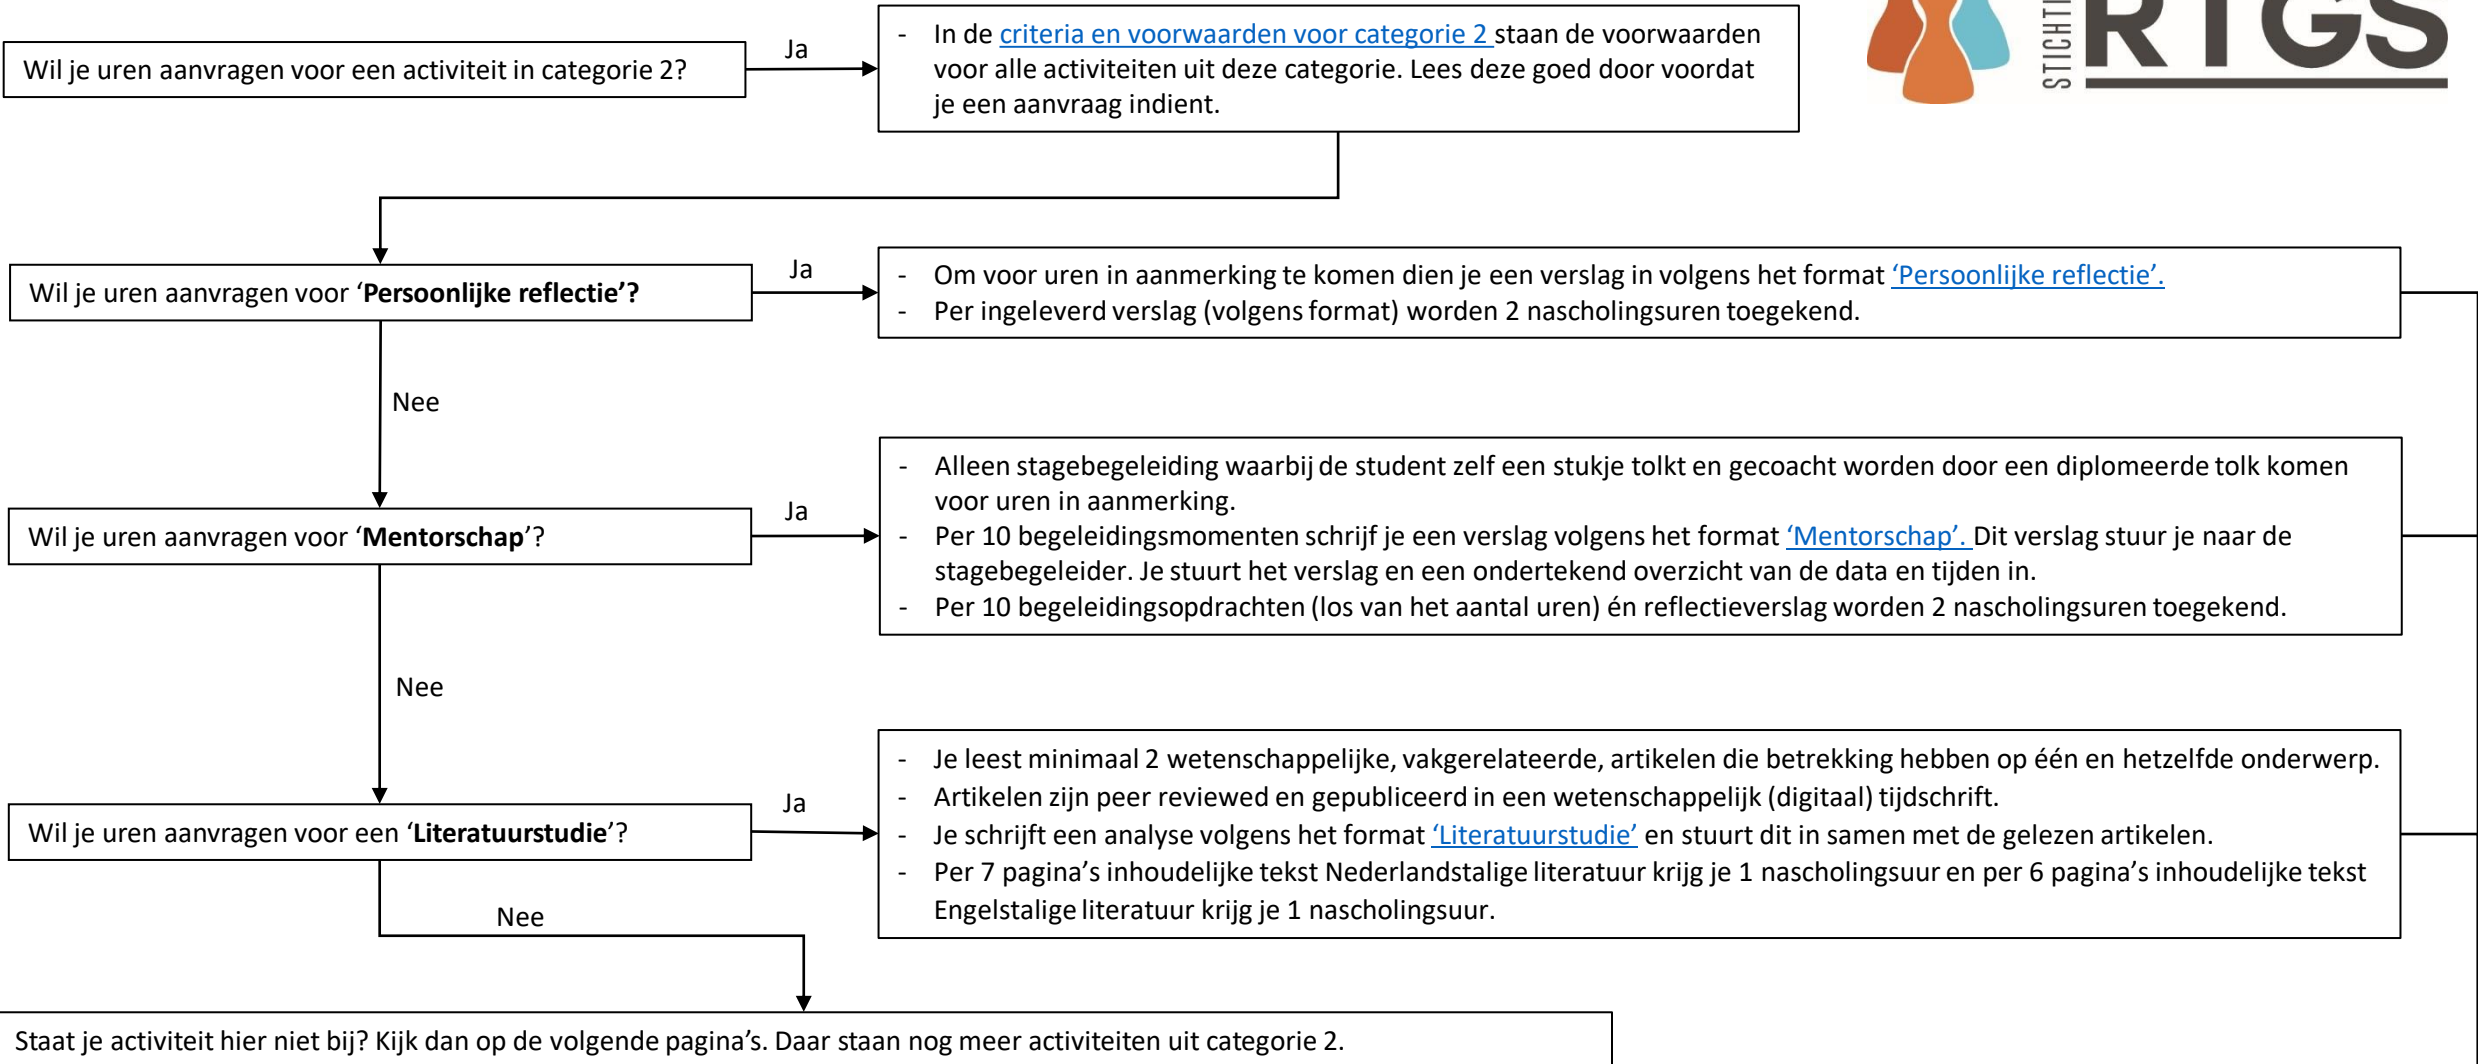 STICHTI
RTGS
Wil je uren aanvragen voor een activiteit in categorie 2?
Ja
- In de criteria en voorwaarden voor categorie 2 staan de voorwaarden
voor alle activiteiten uit deze categorie. Lees deze goed door voordat
je een aanvraag indient.
Wil je uren aanvragen voor ‘Persoonlijke reflectie’?
Ja
- Om voor uren in aanmerking te komen dien je een verslag in volgens het format ‘Persoonlijke reflectie’.
- Per ingeleverd verslag (volgens format) worden 2 nascholingsuren toegekend.
Nee
Wil je uren aanvragen voor ‘Mentorschap’?
Ja
- Alleen stagebegeleiding waarbij de student zelf een stukje tolkt en gecoacht worden door een diplomeerde tolk komen
voor uren in aanmerking.
- Per 10 begeleidingsmomenten schrijf je een verslag volgens het format ‘Mentorschap’. Dit verslag stuur je naar de
stagebegeleider. Je stuurt het verslag en een ondertekend overzicht van de data en tijden in.
- Per 10 begeleidingsopdrachten (los van het aantal uren) én reflectieverslag worden 2 nascholingsuren toegekend.
Nee
Wil je uren aanvragen voor een ‘Literatuurstudie’?
Ja
- Je leest minimaal 2 wetenschappelijke, vakgerelateerde, artikelen die betrekking hebben op één en hetzelfde onderwerp.
- Artikelen zijn peer reviewed en gepubliceerd in een wetenschappelijk (digitaal) tijdschrift.
- Je schrijft een analyse volgens het format ‘Literatuurstudie’ en stuurt dit in samen met de gelezen artikelen.
- Per 7 pagina’s inhoudelijke tekst Nederlandstalige literatuur krijg je 1 nascholingsuur en per 6 pagina’s inhoudelijke tekst
Engelstalige literatuur krijg je 1 nascholingsuur.
Nee
Staat je activiteit hier niet bij? Kijk dan op de volgende pagina’s. Daar staan nog meer activiteiten uit categorie 2.